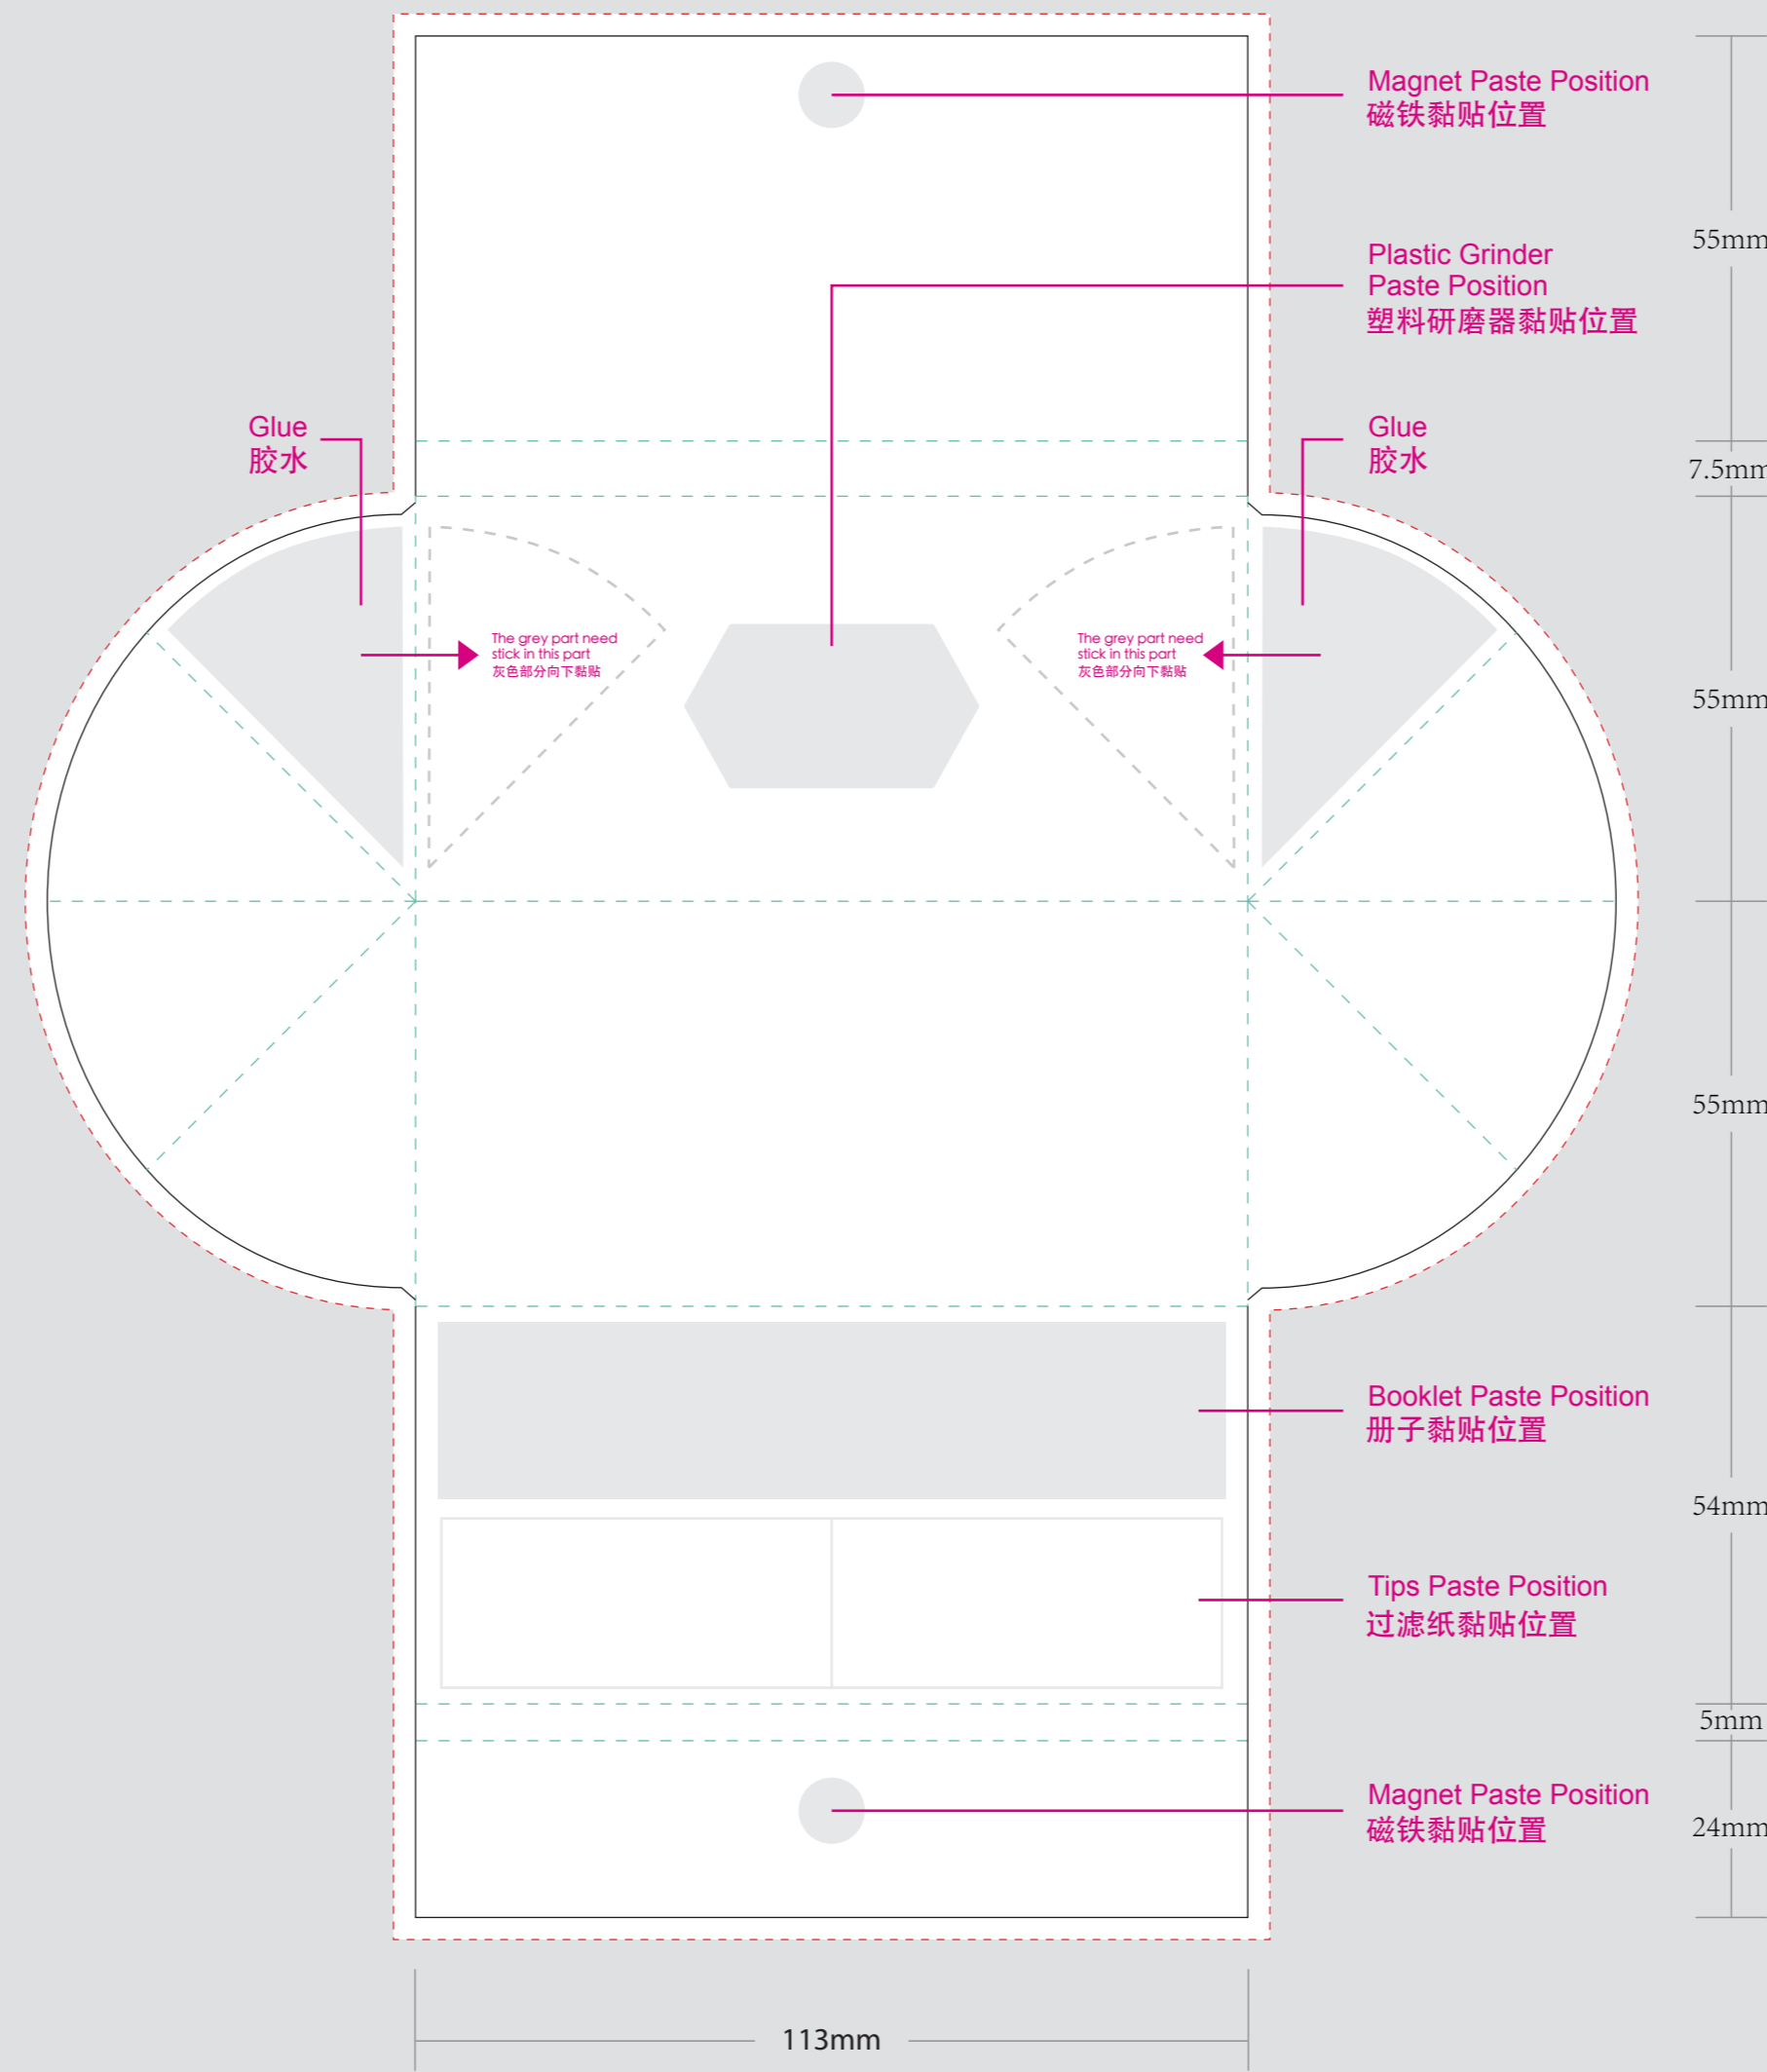 Magnet Paste Position
磁铁黏贴位置
55mm
Plastic Grinder
Paste Position
塑料研磨器黏贴位置
Glue
胶水
Glue
胶水
7.5mm
The grey part need
stick in this part
灰色部分向下黏贴
The grey part need
stick in this part
灰色部分向下黏贴
55mm
55mm
Booklet Paste Position
册子黏贴位置
54mm
Tips Paste Position
过滤纸黏贴位置
5mm
Magnet Paste Position
磁铁黏贴位置
24mm
113mm